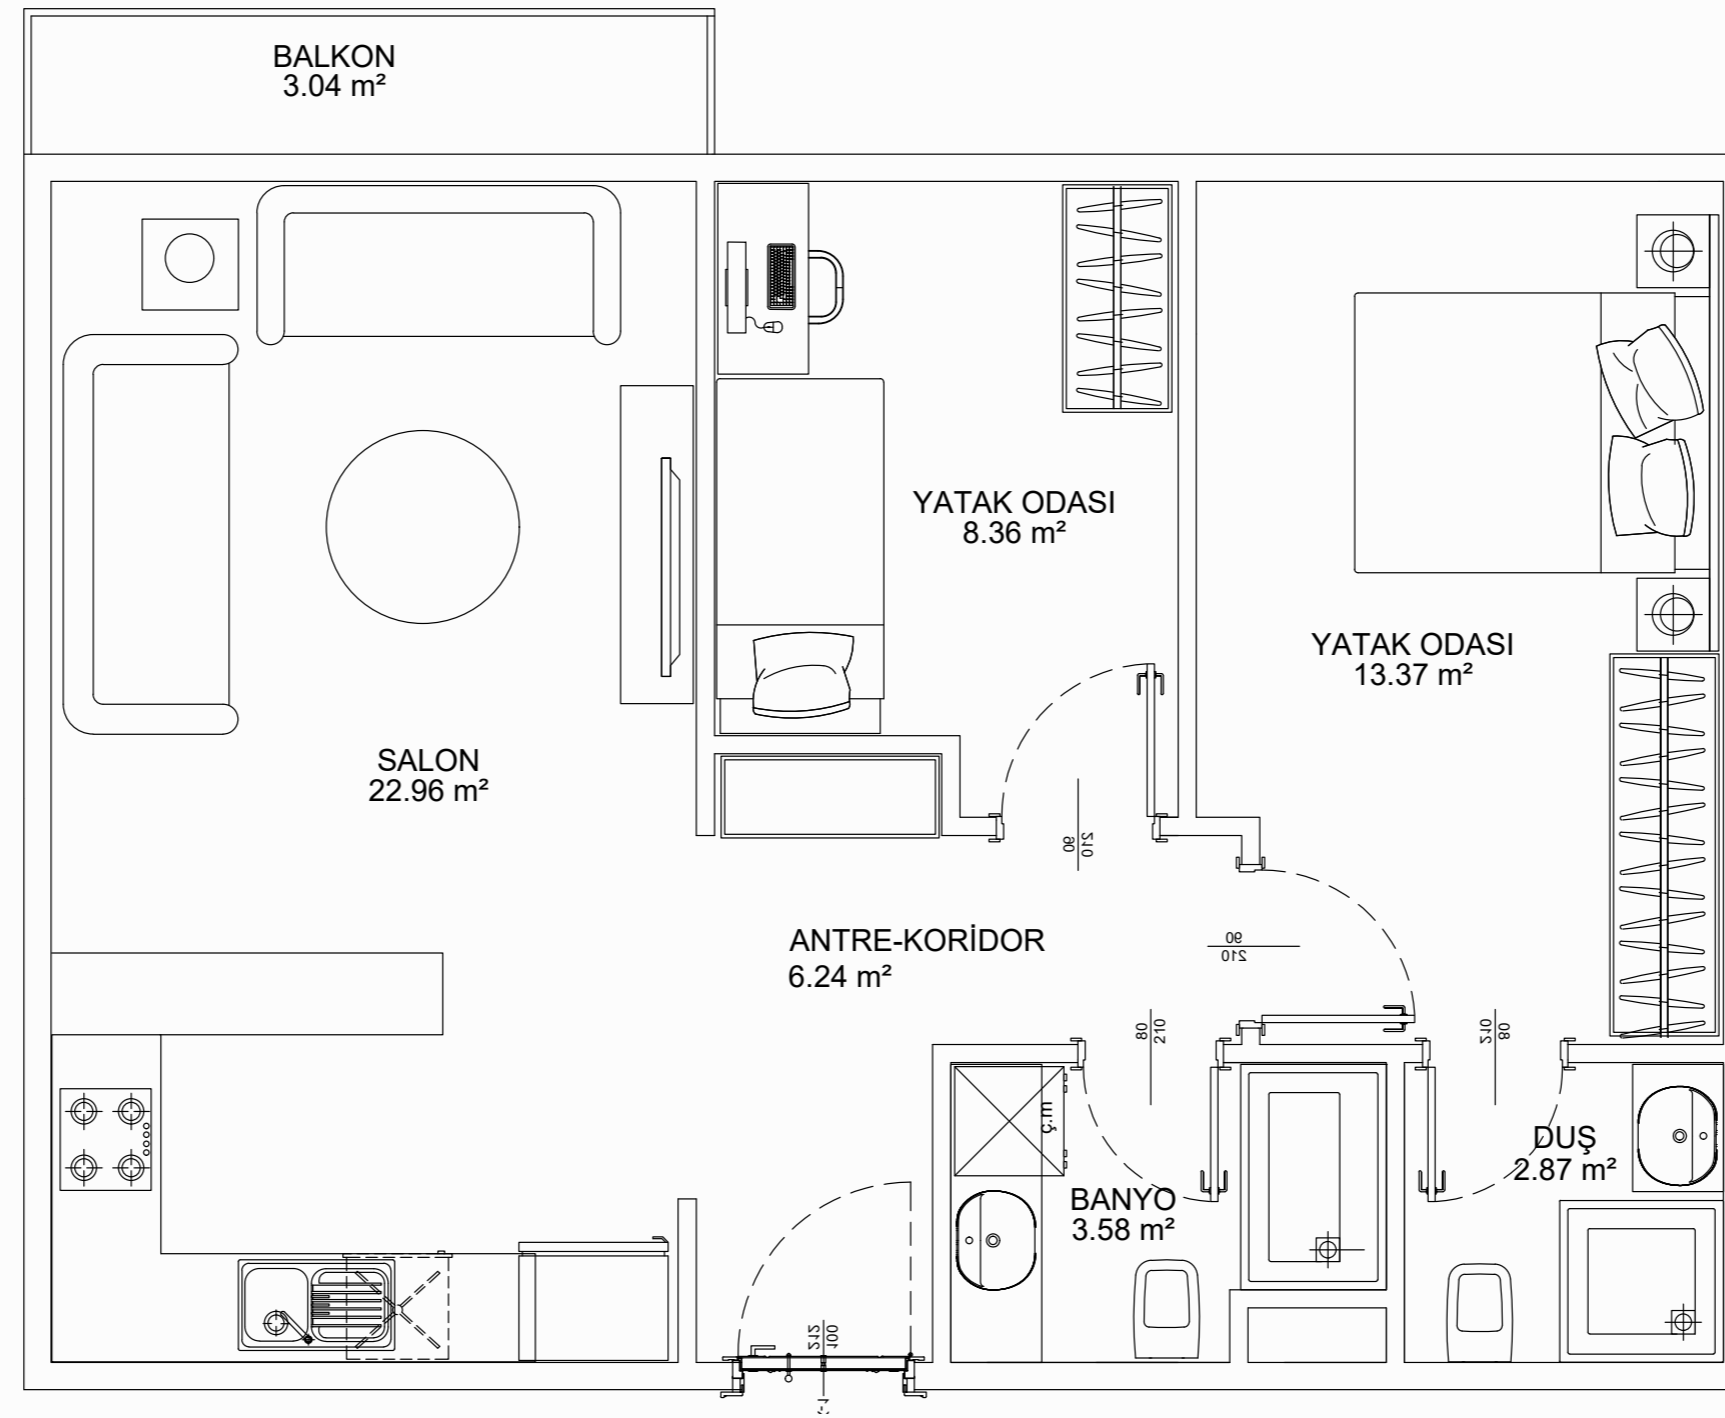 BALKON
3.04 m²
YATAK ODASI
8.36 m²
YATAK ODASI
13.37 m²
SALON
22.96 m²
90
210
ANTRE-KORİDOR
6.24 m²
90
210
80
210
210
80
ç.m
DUŞ
2.87 m²
BANYO
3.58 m²
212
100